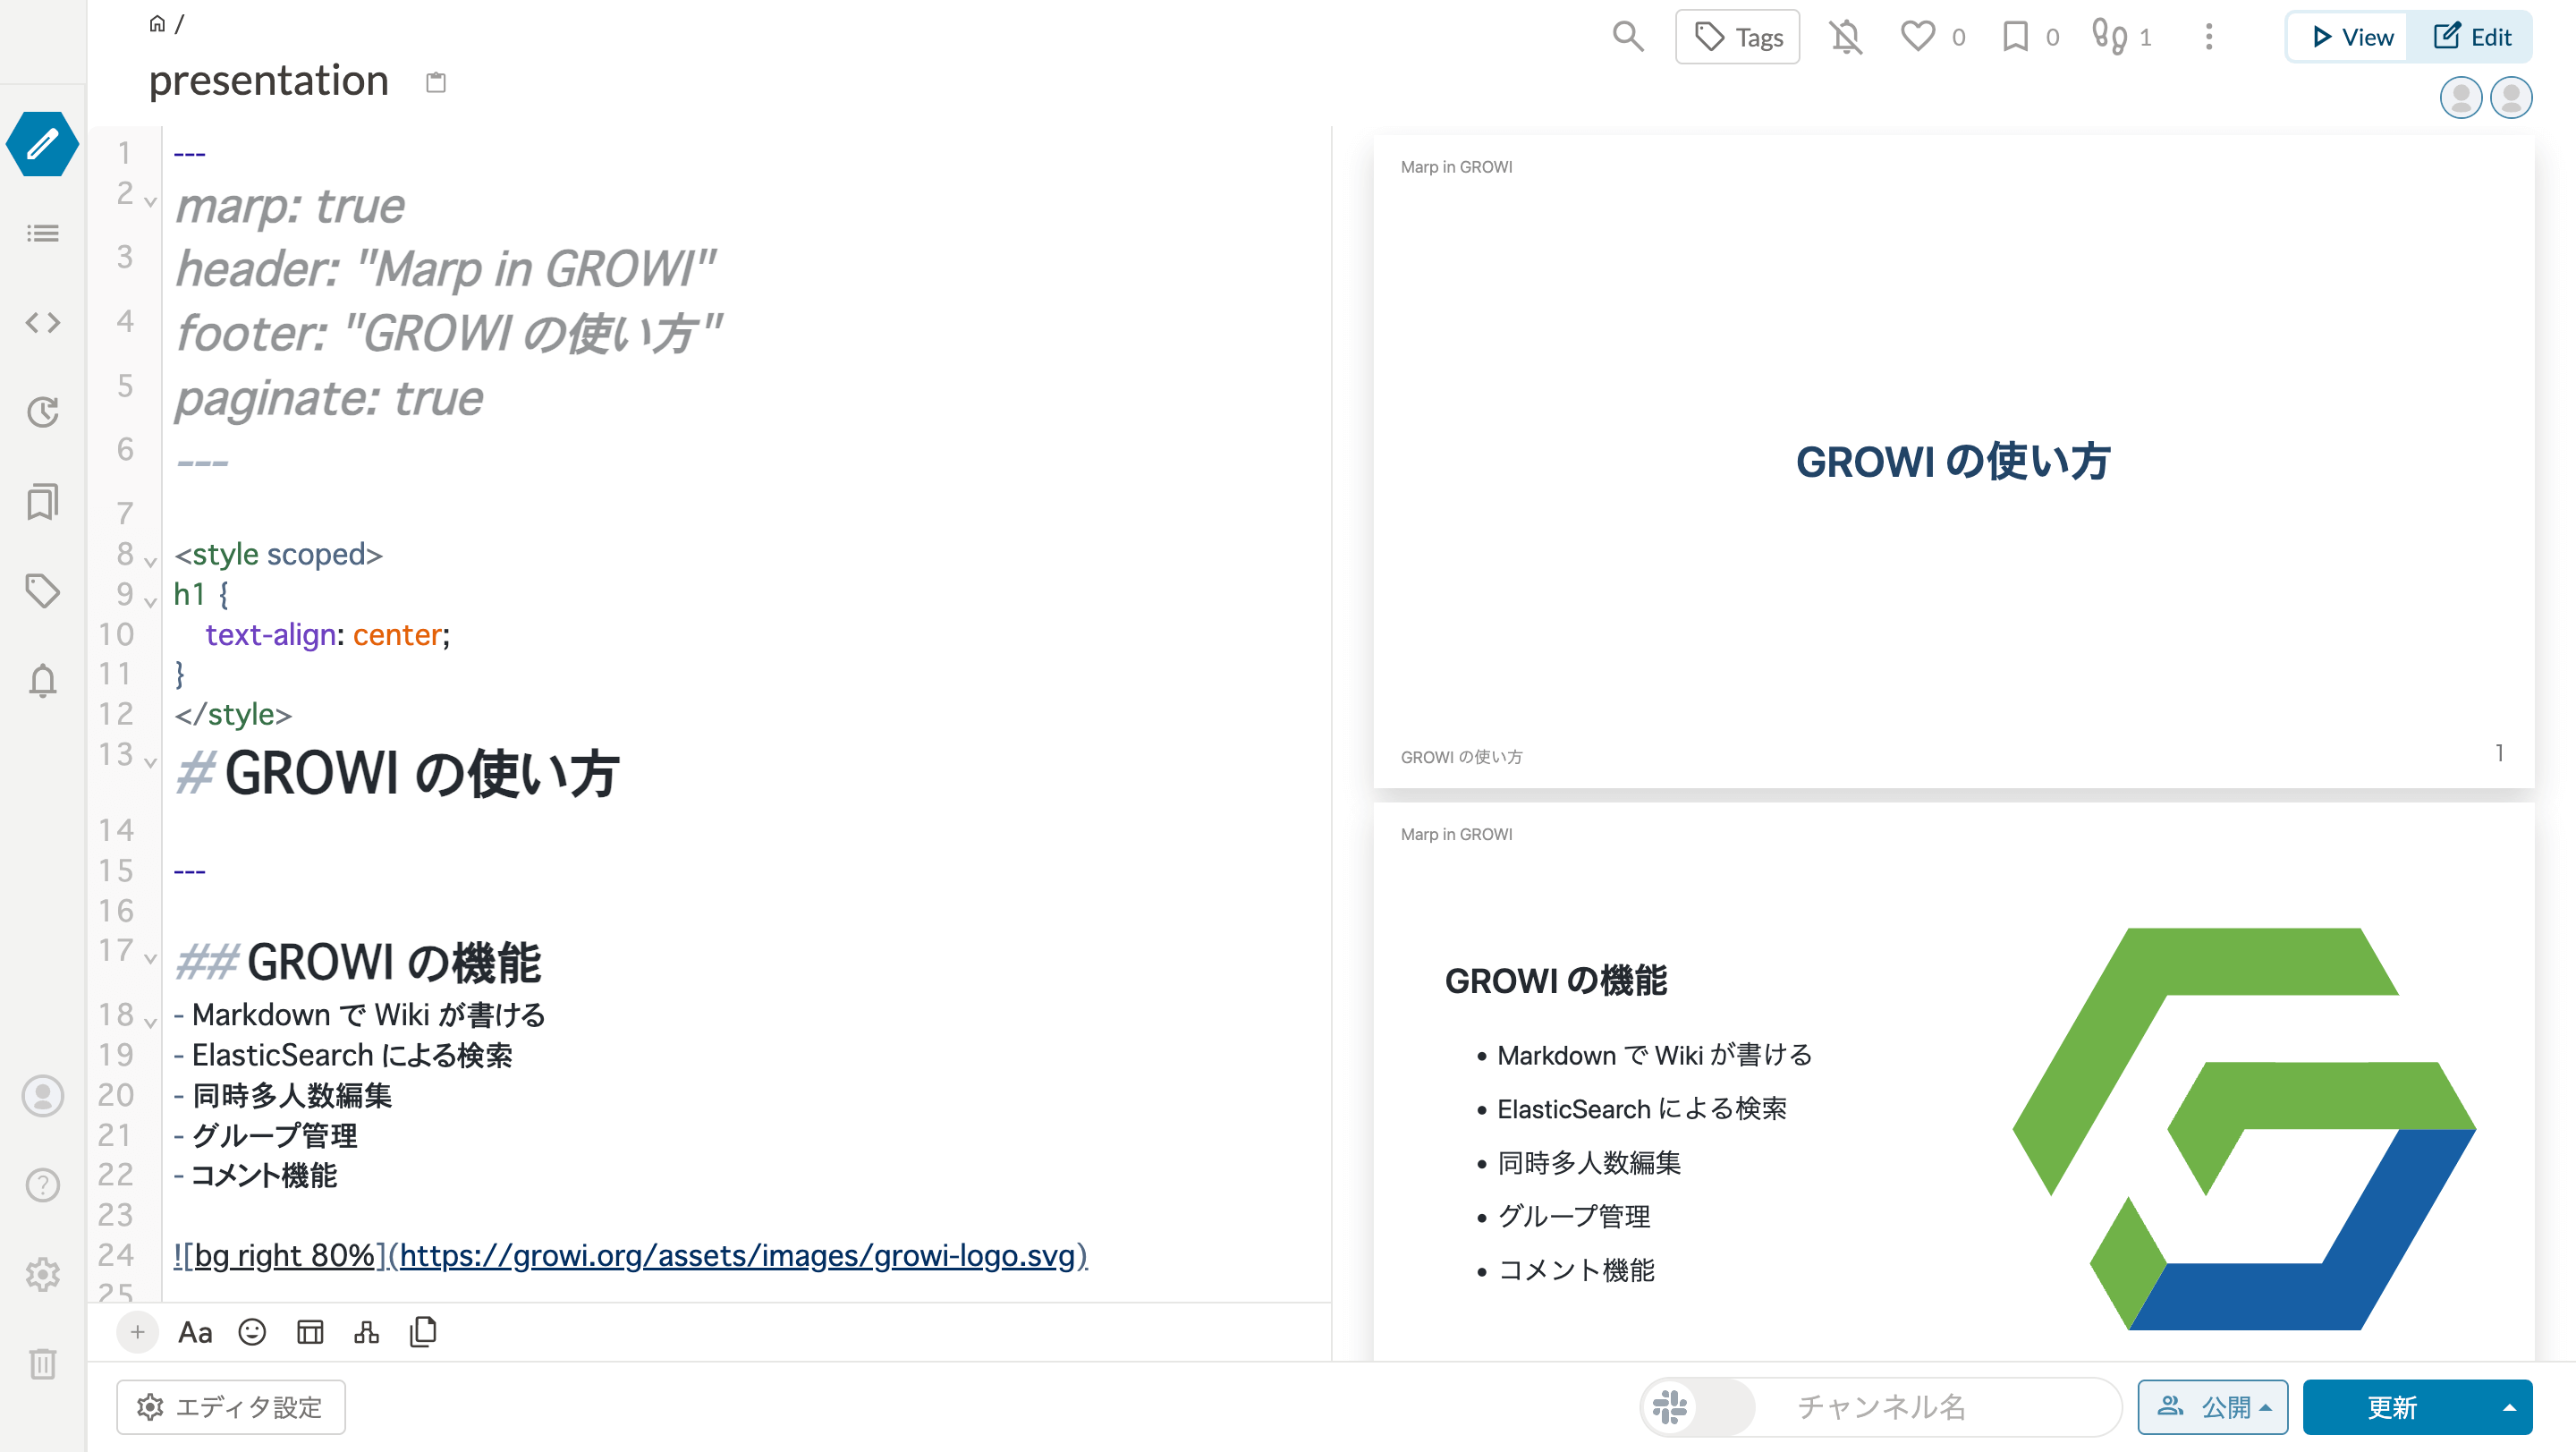 /
presentation
Tags
0
0
1
View
Edit
1 ---
2 marp: true
3 header: "Marp in GROWI"
4 footer: "GROWI の使い方"
5 paginate: true
6 ---
7
8 <style scoped>
9 h1 {
10 text-align: center;
11 }
12 </style>
13 # GROWI の使い方
14
15 ---
16
17 ## GROWI の機能
18 - Markdown で Wiki が書ける
19 - ElasticSearch による検索
20 - 同時多人数編集
21 - グループ管理
22 - コメント機能
23
24 ![bg right 80%](https://growi.org/assets/images/growi-logo.svg)
25
Aa
Marp in GROWI
GROWI の使い方
GROWI の使い方
1
Marp in GROWI
GROWI の機能
• Markdown で Wiki が書ける
• ElasticSearch による検索
• 同時多人数編集
• グループ管理
• コメント機能
エディタ設定
チャンネル名
公開
更新